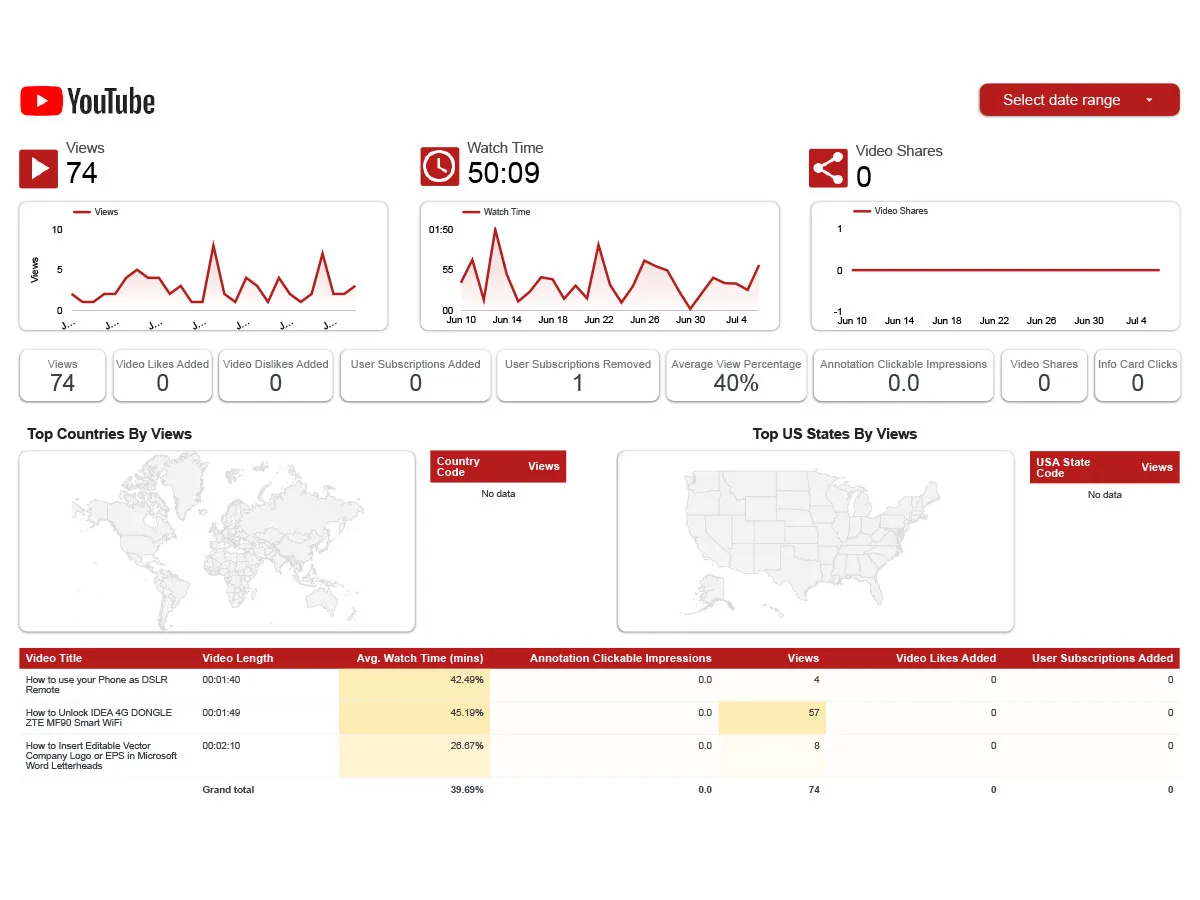 YouTube
Select date range
Views
74
Watch Time
50:09
Video Shares
0
Views
10
5
0
Views
J...
J...
J...
J...
J...
J...
J...
Watch Time
01:50
55
00
Jun 10 Jun 14 Jun 18 Jun 22 Jun 26 Jun 30 Jul 4
Video Shares
1
0
-1
Jun 10 Jun 14 Jun 18 Jun 22 Jun 26 Jun 30 Jul 4
Views
74
Video Likes Added
0
Video Dislikes Added
0
User Subscriptions Added
0
User Subscriptions Removed
1
Average View Percentage
40%
Annotation Clickable Impressions
0.0
Video Shares
0
Info Card Clicks
0
Top Countries By Views
Country
Code
Views
No data
Top US States By Views
USA State
Code
Views
No data
Video Title Video Length Avg. Watch Time (mins) Annotation Clickable Impressions Views Video Likes Added User Subscriptions Added
How to use your Phone as DSLR 00:01:40 42.49% 0.0 4 0 0
Remote
How to Unlock IDEA 4G DONGLE 00:01:49 45.19% 0.0 57 0 0
ZTE MF90 Smart WiFi
How to Insert Editable Vector 00:02:10 26.67% 0.0 8 0 0
Company Logo or EPS in Microsoft
Word Letterheads
Grand total 39.69% 0.0 74 0 0